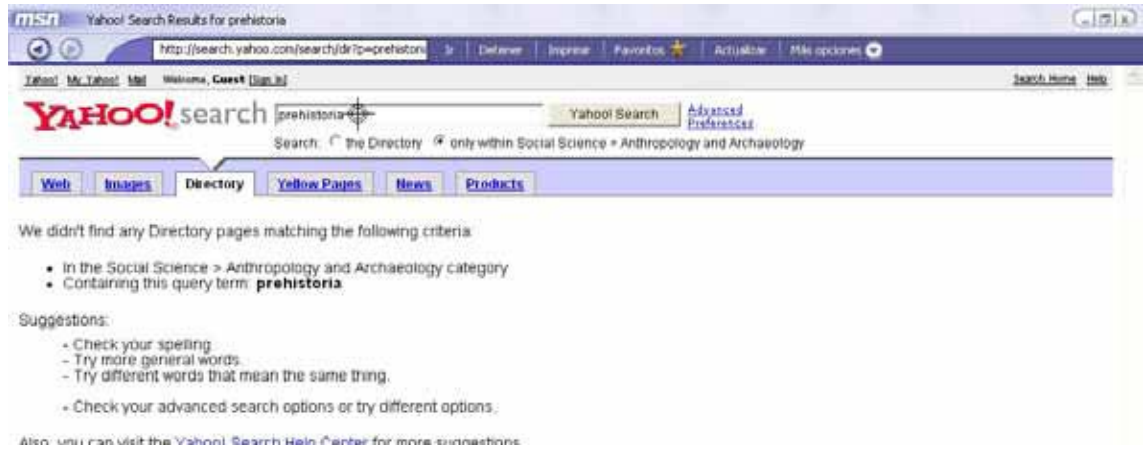 msn Yahoo! Search Results for prehistoria
http://search.yahoo.com/search/dir?p=prehistori Ir Detener Imprimir Favoritos Actualizar Más opciones
Yahoo! My Yahoo! Mail Welcome, Guest [Sign In] Search Home Help
YAHOO! search prehistoria Yahoo! Search Advanced
Preferences
Search: the Directory only within Social Science > Anthropology and Archaeology
Web Images Directory Yellow Pages News Products
We didn't find any Directory pages matching the following criteria
• In the Social Science > Anthropology and Archaeology category
• Containing this query term: prehistoria
Suggestions:
- Check your spelling
- Try more general words.
- Try different words that mean the same thing.
- Check your advanced search options or try different options.
Also, you can visit the Yahoo! Search Help Center for more suggestions